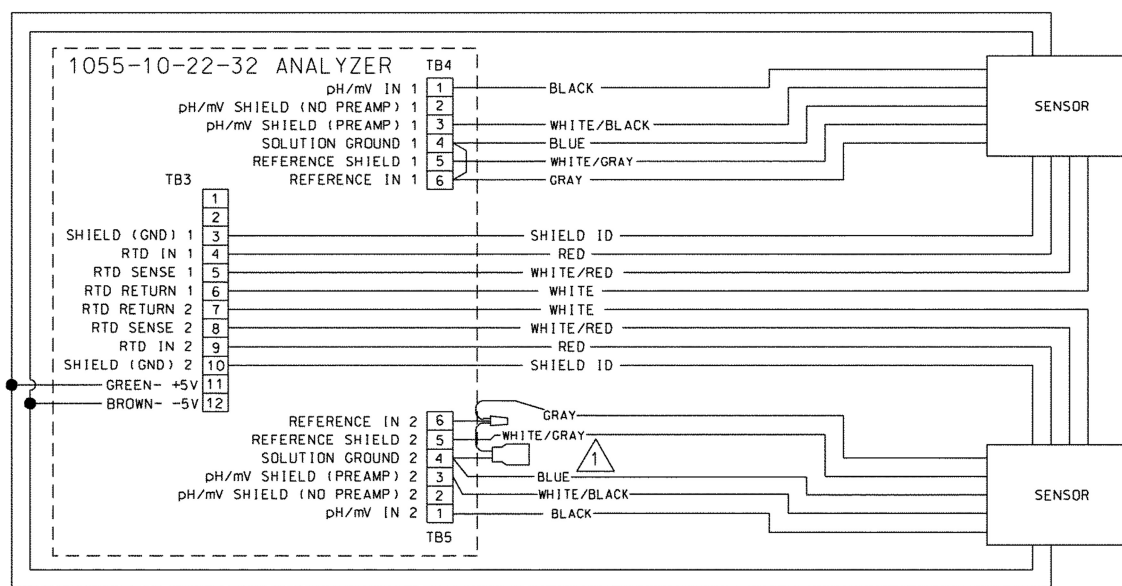 1055-10-22-32 ANALYZER TB4
pH/mV IN 1 1 BLACK
pH/mV SHIELD (NO PREAMP) 1 2
pH/mV SHIELD (PREAMP) 1 3 WHITE/BLACK
SOLUTION GROUND 1 4 BLUE
REFERENCE SHIELD 1 5 WHITE/GRAY
REFERENCE IN 1 6 GRAY
SENSOR
TB3
1
2
SHIELD (GND) 1 3 SHIELD ID
RTD IN 1 4 RED
RTD SENSE 1 5 WHITE/RED
RTD RETURN 1 6 WHITE
RTD RETURN 2 7 WHITE
RTD SENSE 2 8 WHITE/RED
RTD IN 2 9 RED
SHIELD (GND) 2 10 SHIELD ID
GREEN- +5V 11
BROWN- -5V 12
REFERENCE IN 2 6 GRAY
REFERENCE SHIELD 2 5 WHITE/GRAY
SOLUTION GROUND 2 4 1
pH/mV SHIELD (PREAMP) 2 3 BLUE
pH/mV SHIELD (NO PREAMP) 2 2 WHITE/BLACK
pH/mV IN 2 1 BLACK
TB5
SENSOR